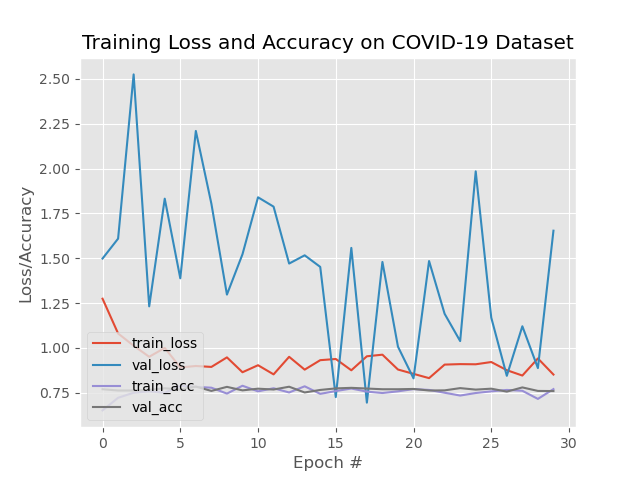 Training Loss and Accuracy on COVID-19 Dataset
2.50
2.25
2.00
1.75
1.50
1.25
1.00
0.75
Loss/Accuracy
train_loss
val_loss
train_acc
val_acc
0 5 10 15 20 25 30
Epoch #